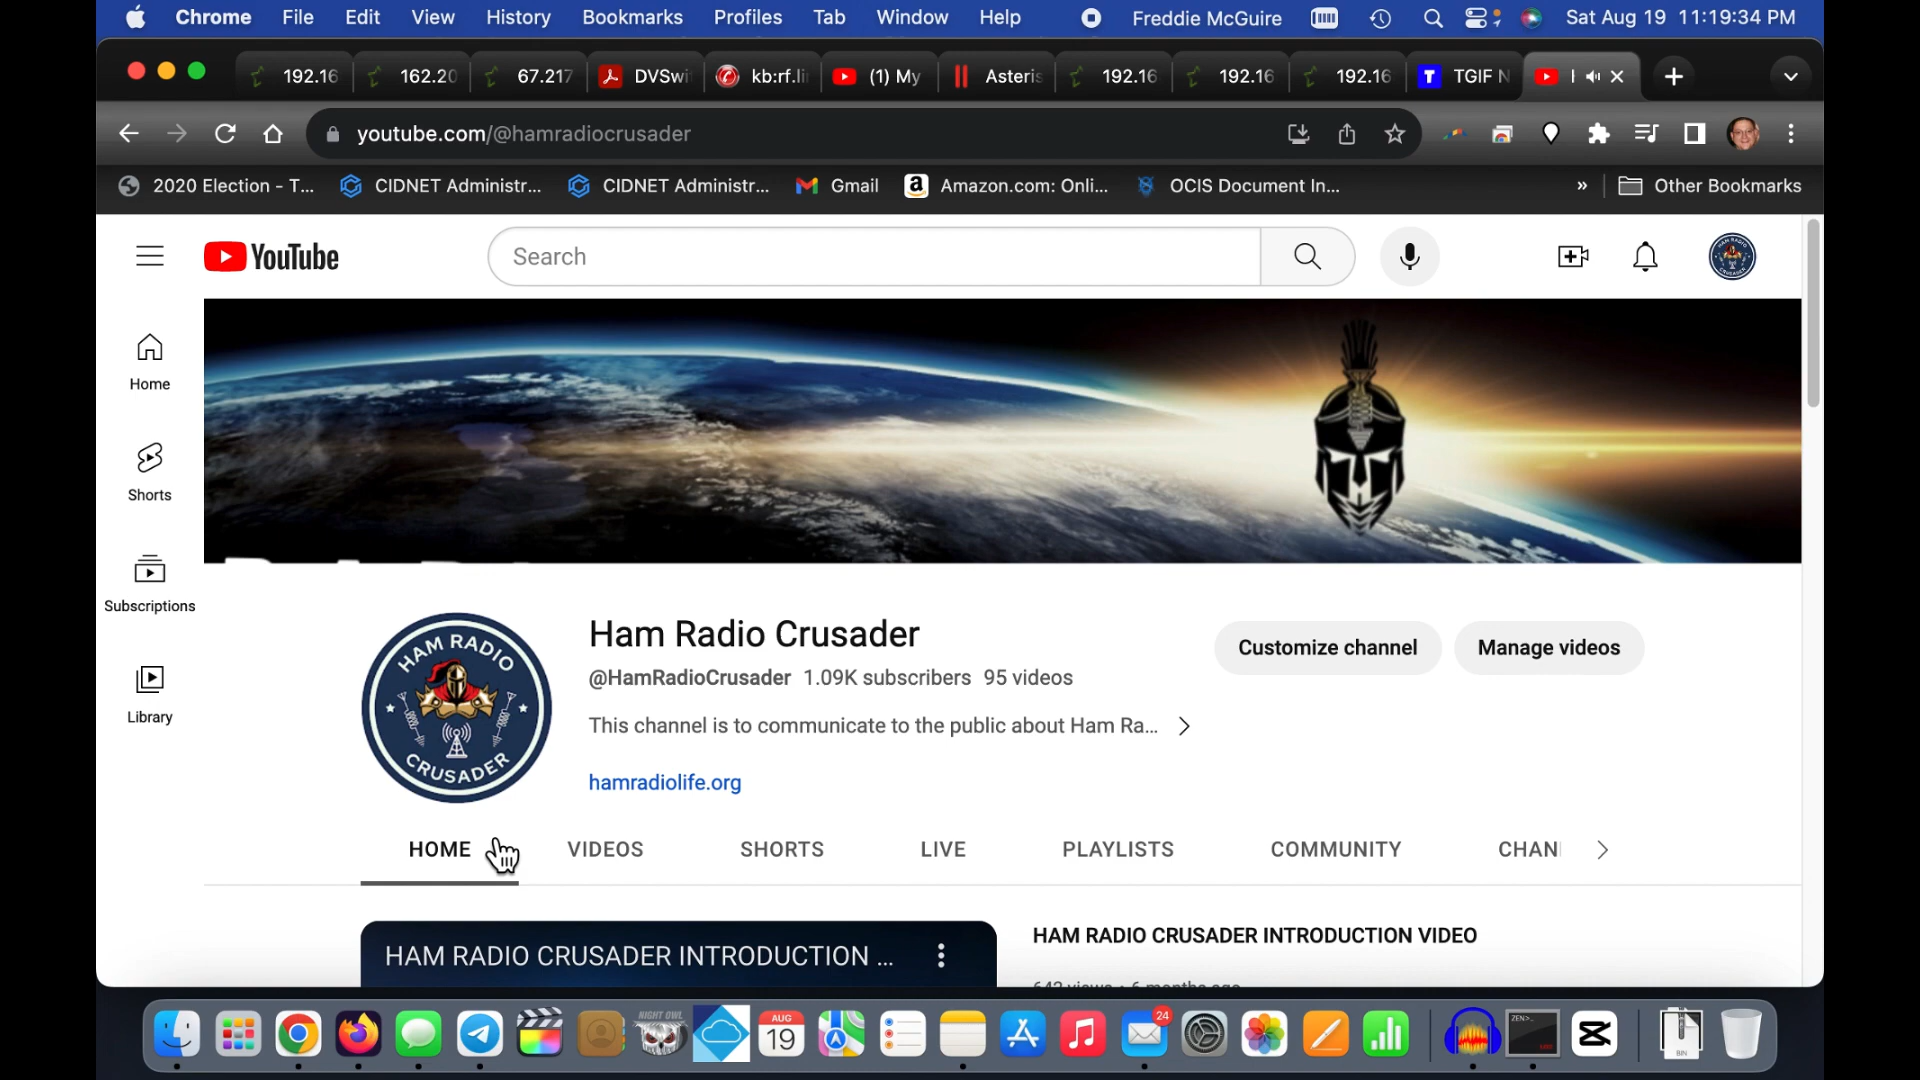 Chrome File Edit View History Bookmarks Profiles Tab Window Help Freddie McGuire Sat Aug 19 11:19:34 PM
192.16 162.20 67.217 DVSwi kb:rf.li (1) My Asteris 192.16 192.16 192.16 TGIF N
youtube.com/@hamradiocrusader
2020 Election - T... CIDNET Administr... CIDNET Administr... Gmail Amazon.com: Onli... OCIS Document In... » Other Bookmarks
YouTube Search
Home
Shorts
Subscriptions
Library
HAM RADIO
CRUSADER
Ham Radio Crusader
@HamRadioCrusader 1.09K subscribers 95 videos
This channel is to communicate to the public about Ham Ra...
hamradiolife.org
Customize channel Manage videos
HOME VIDEOS SHORTS LIVE PLAYLISTS COMMUNITY CHAN
HAM RADIO CRUSADER INTRODUCTION ...
HAM RADIO CRUSADER INTRODUCTION VIDEO
NIGHT OWL
AUG
19
24
ZEN>_
BIN